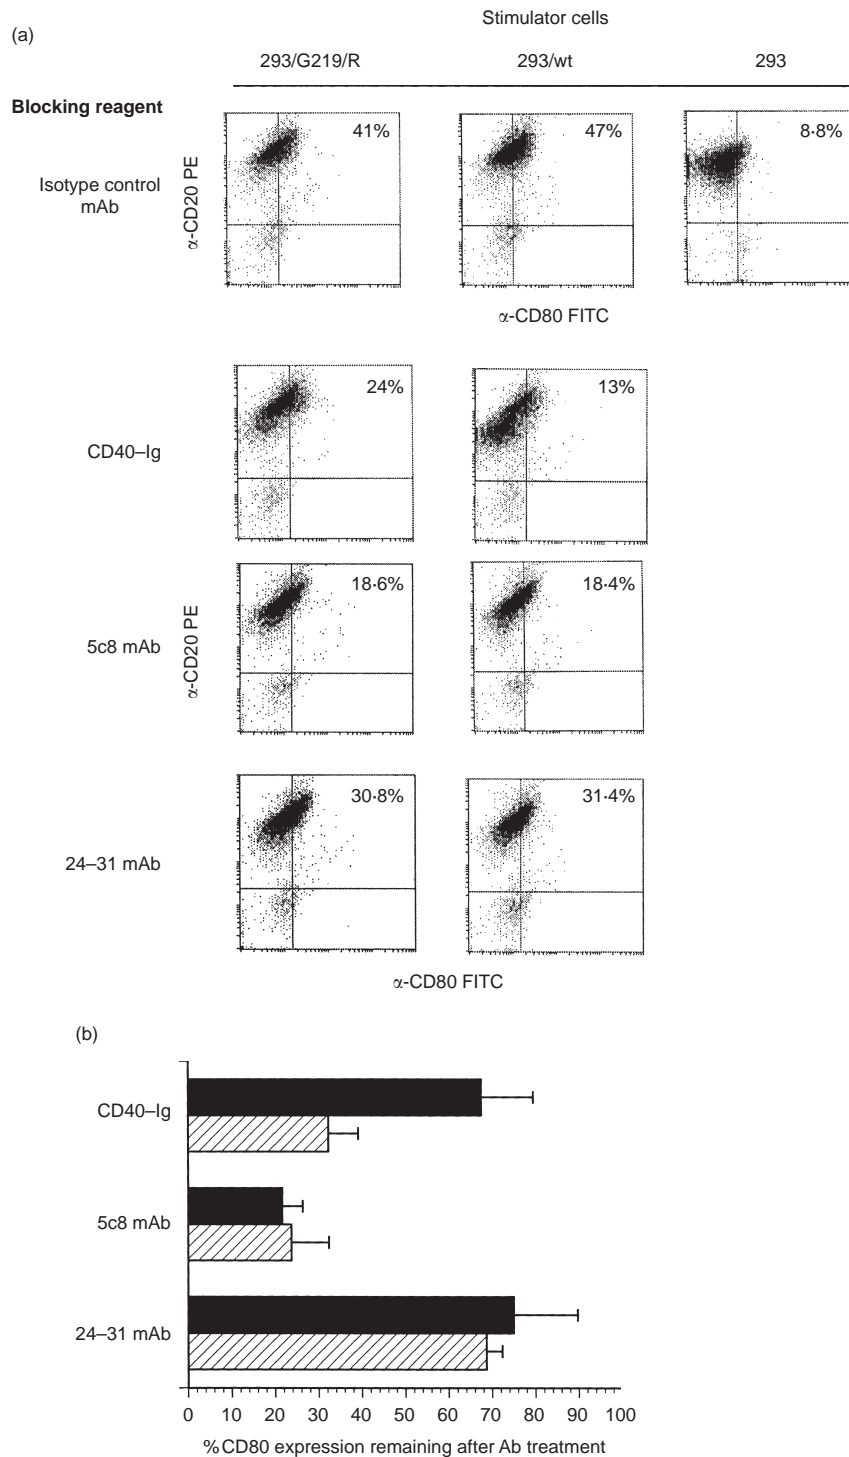 (a)
Stimulator cells
293/G219/R 293/wt 293
Blocking reagent
Isotype control
mAb
α-CD20 PE
41%
47%
8·8%
α-CD80 FITC
CD40–Ig
24%
13%
5c8 mAb
α-CD20 PE
18·6%
18·4%
24–31 mAb
30·8%
31·4%
α-CD80 FITC
(b)
CD40–Ig
5c8 mAb
24–31 mAb
0 10 20 30 40 50 60 70 80 90 100
%CD80 expression remaining after Ab treatment